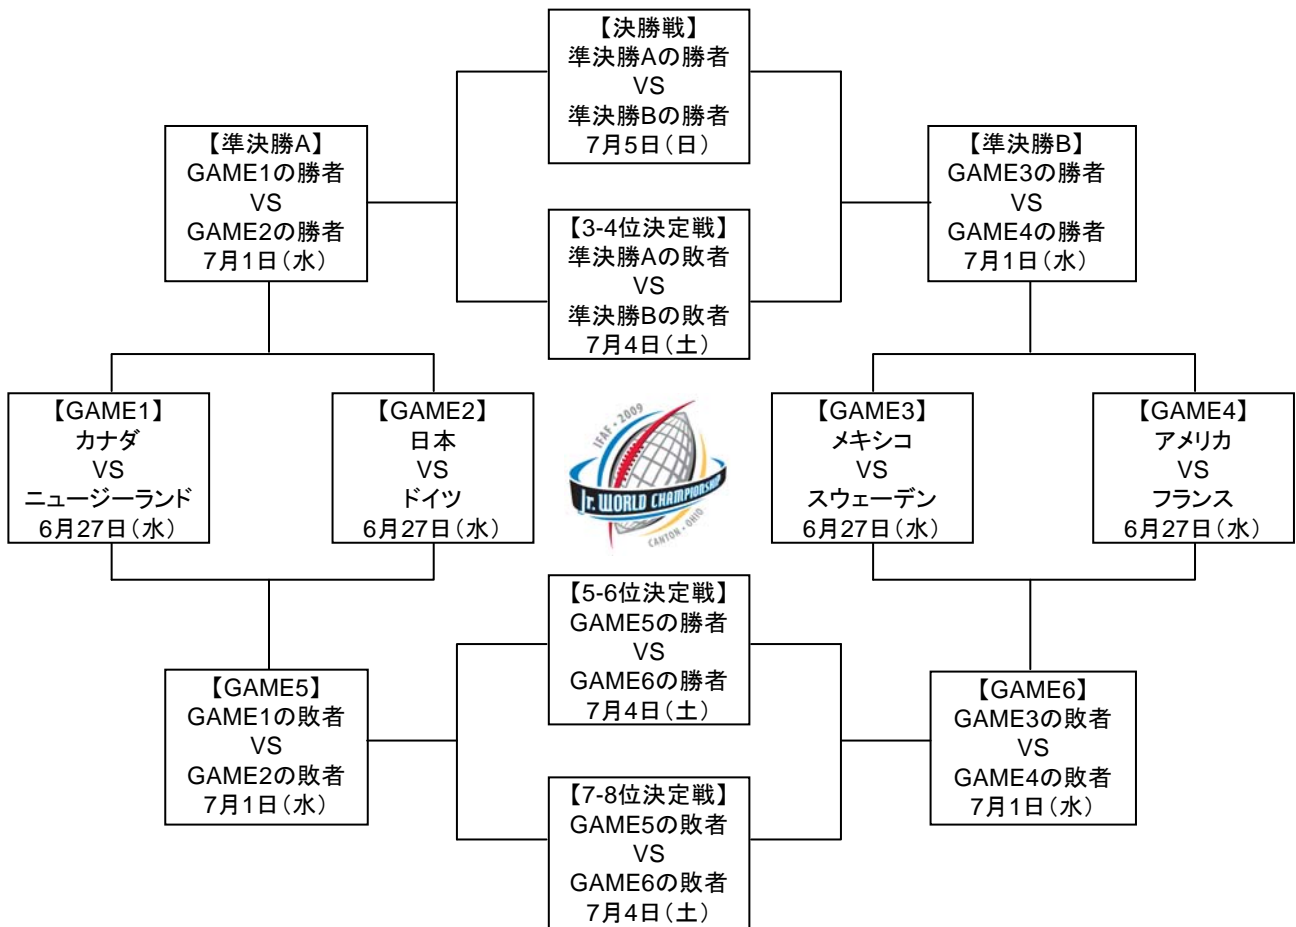 【決勝戦】
準決勝Aの勝者
VS
準決勝Bの勝者
7月5日(日)
【準決勝A】
GAME1の勝者
VS
GAME2の勝者
7月1日(水)
【準決勝B】
GAME3の勝者
VS
GAME4の勝者
7月1日(水)
【3-4位決定戦】
準決勝Aの敗者
VS
準決勝Bの敗者
7月4日(土)
【GAME1】
カナダ
VS
ニュージーランド
6月27日(水)
【GAME2】
日本
VS
ドイツ
6月27日(水)
IFAF・2009
Jr. WORLD CHAMPIONSHIP
CANTON・OHIO
【GAME3】
メキシコ
VS
スウェーデン
6月27日(水)
【GAME4】
アメリカ
VS
フランス
6月27日(水)
【5-6位決定戦】
GAME5の勝者
VS
GAME6の勝者
7月4日(土)
【GAME5】
GAME1の敗者
VS
GAME2の敗者
7月1日(水)
【GAME6】
GAME3の敗者
VS
GAME4の敗者
7月1日(水)
【7-8位決定戦】
GAME5の敗者
VS
GAME6の敗者
7月4日(土)